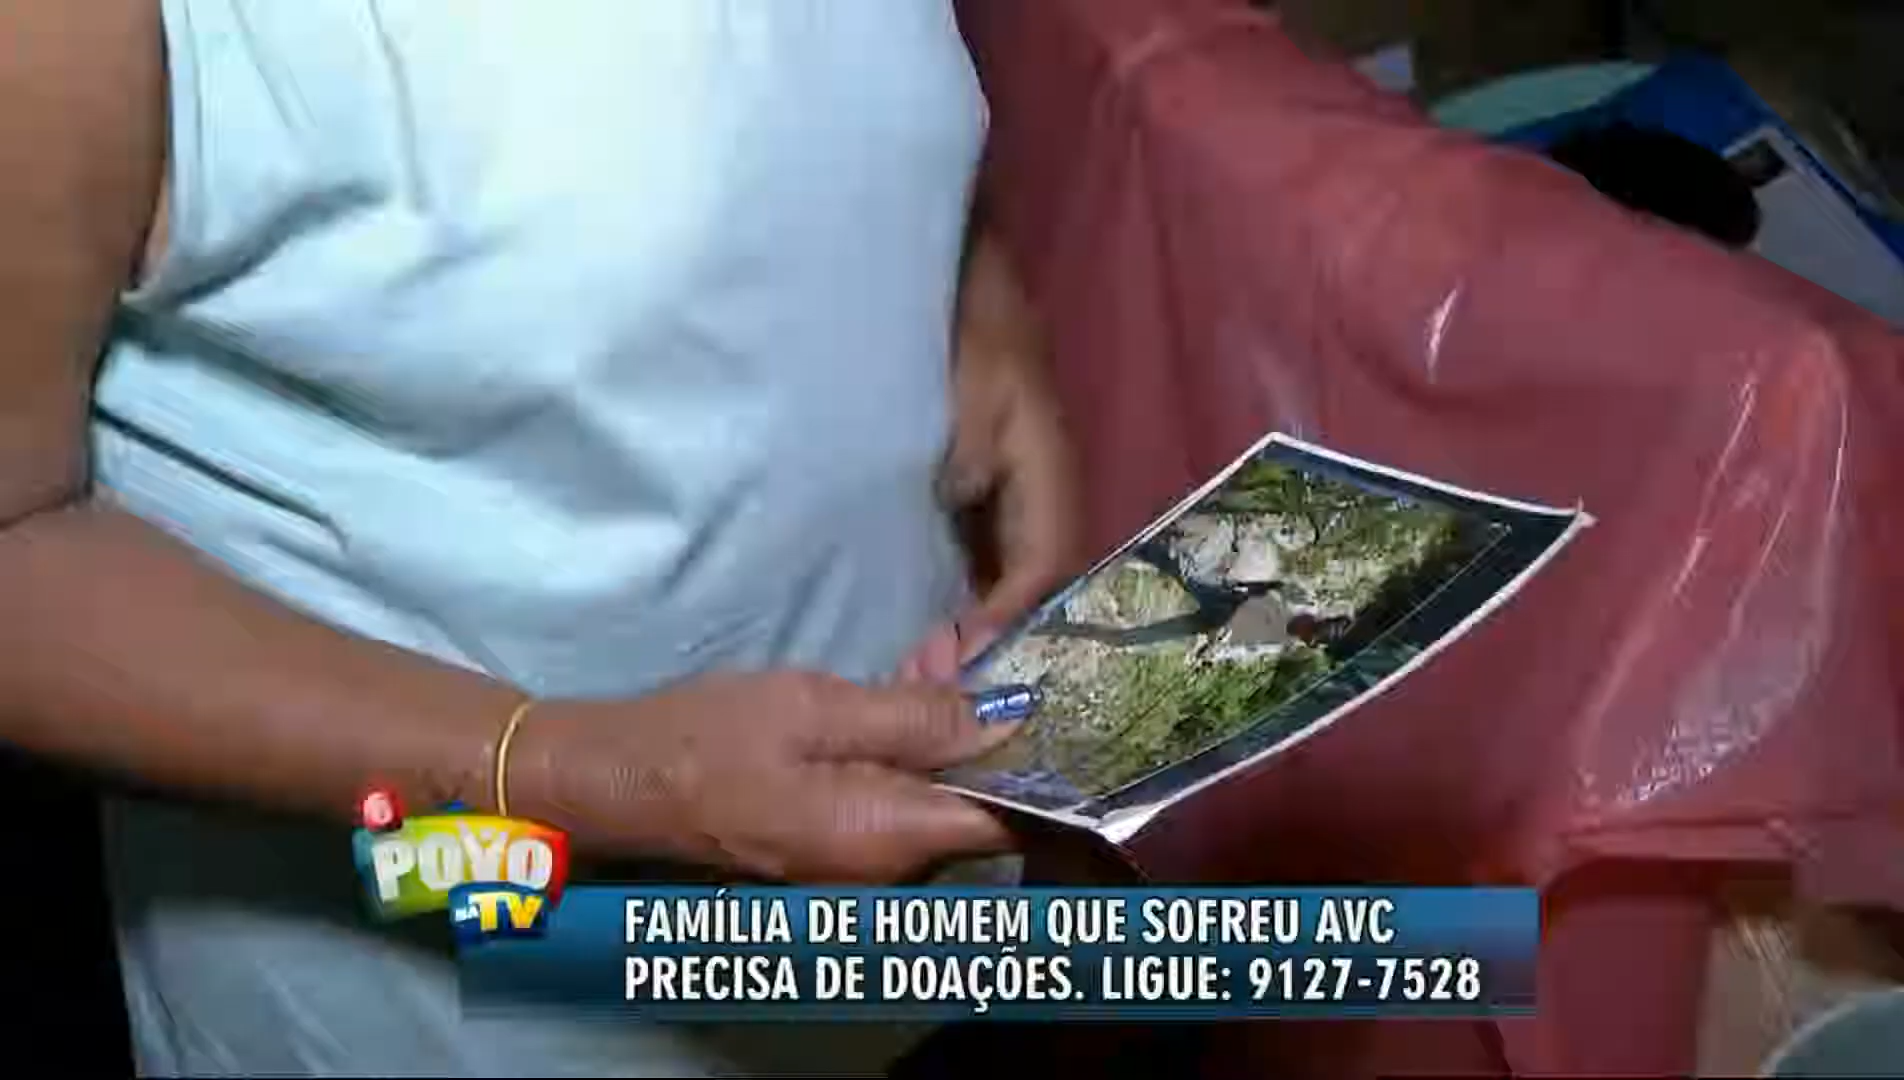 O
POVO
NA TV
FAMÍLIA DE HOMEM QUE SOFREU AVC
PRECISA DE DOAÇÕES. LIGUE: 9127-7528